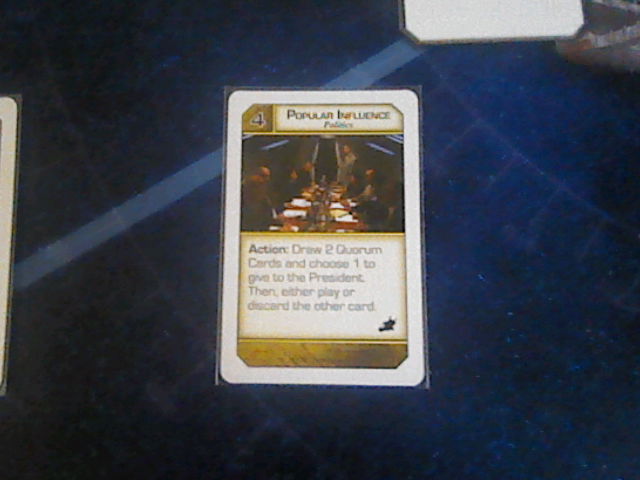 4
Popular Influence
Politics
Action: Draw 2 Quorum
Cards and choose 1 to
give to the President.
Then, either play or
discard the other card.